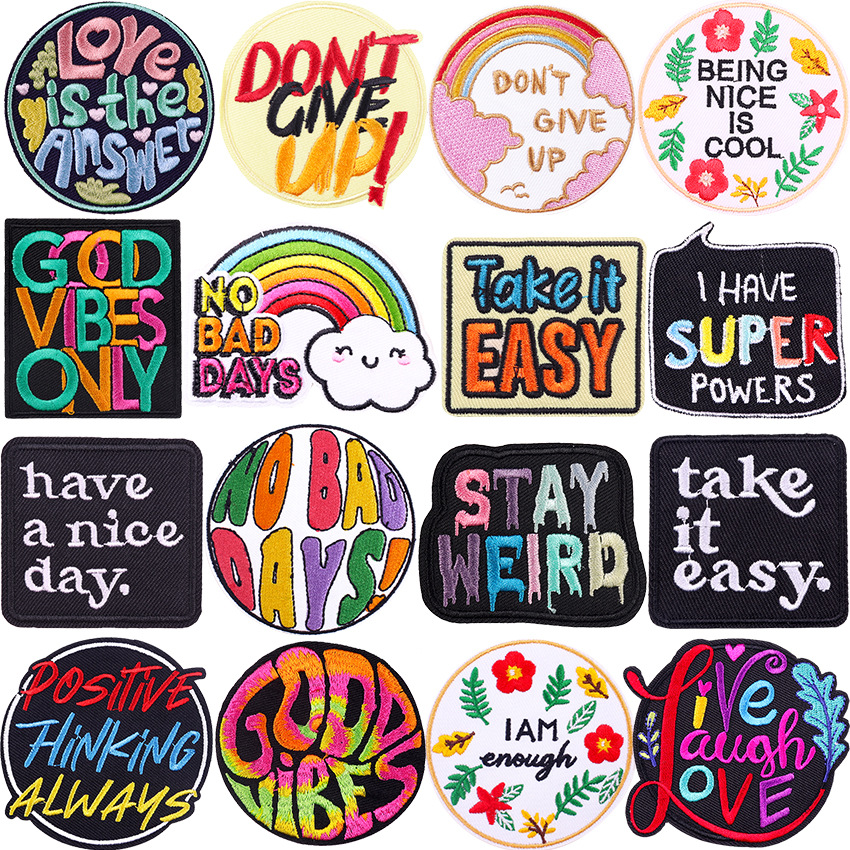 Love
is the
Answer
DON'T
GIVE
UP!
DON'T
GIVE
UP
BEING
NICE
IS
COOL
GOOD
VIBES
ONLY
NO
BAD
DAYS
Take it
EASY
I HAVE
SUPER
POWERS
have
a nice
day.
NO BAD
DAYS!
STAY
WEIRD
take
it
easy.
POSITIVE
THINKING
ALWAYS
GOOD
VIBES
I AM
enough
Live
Laugh
LOVE